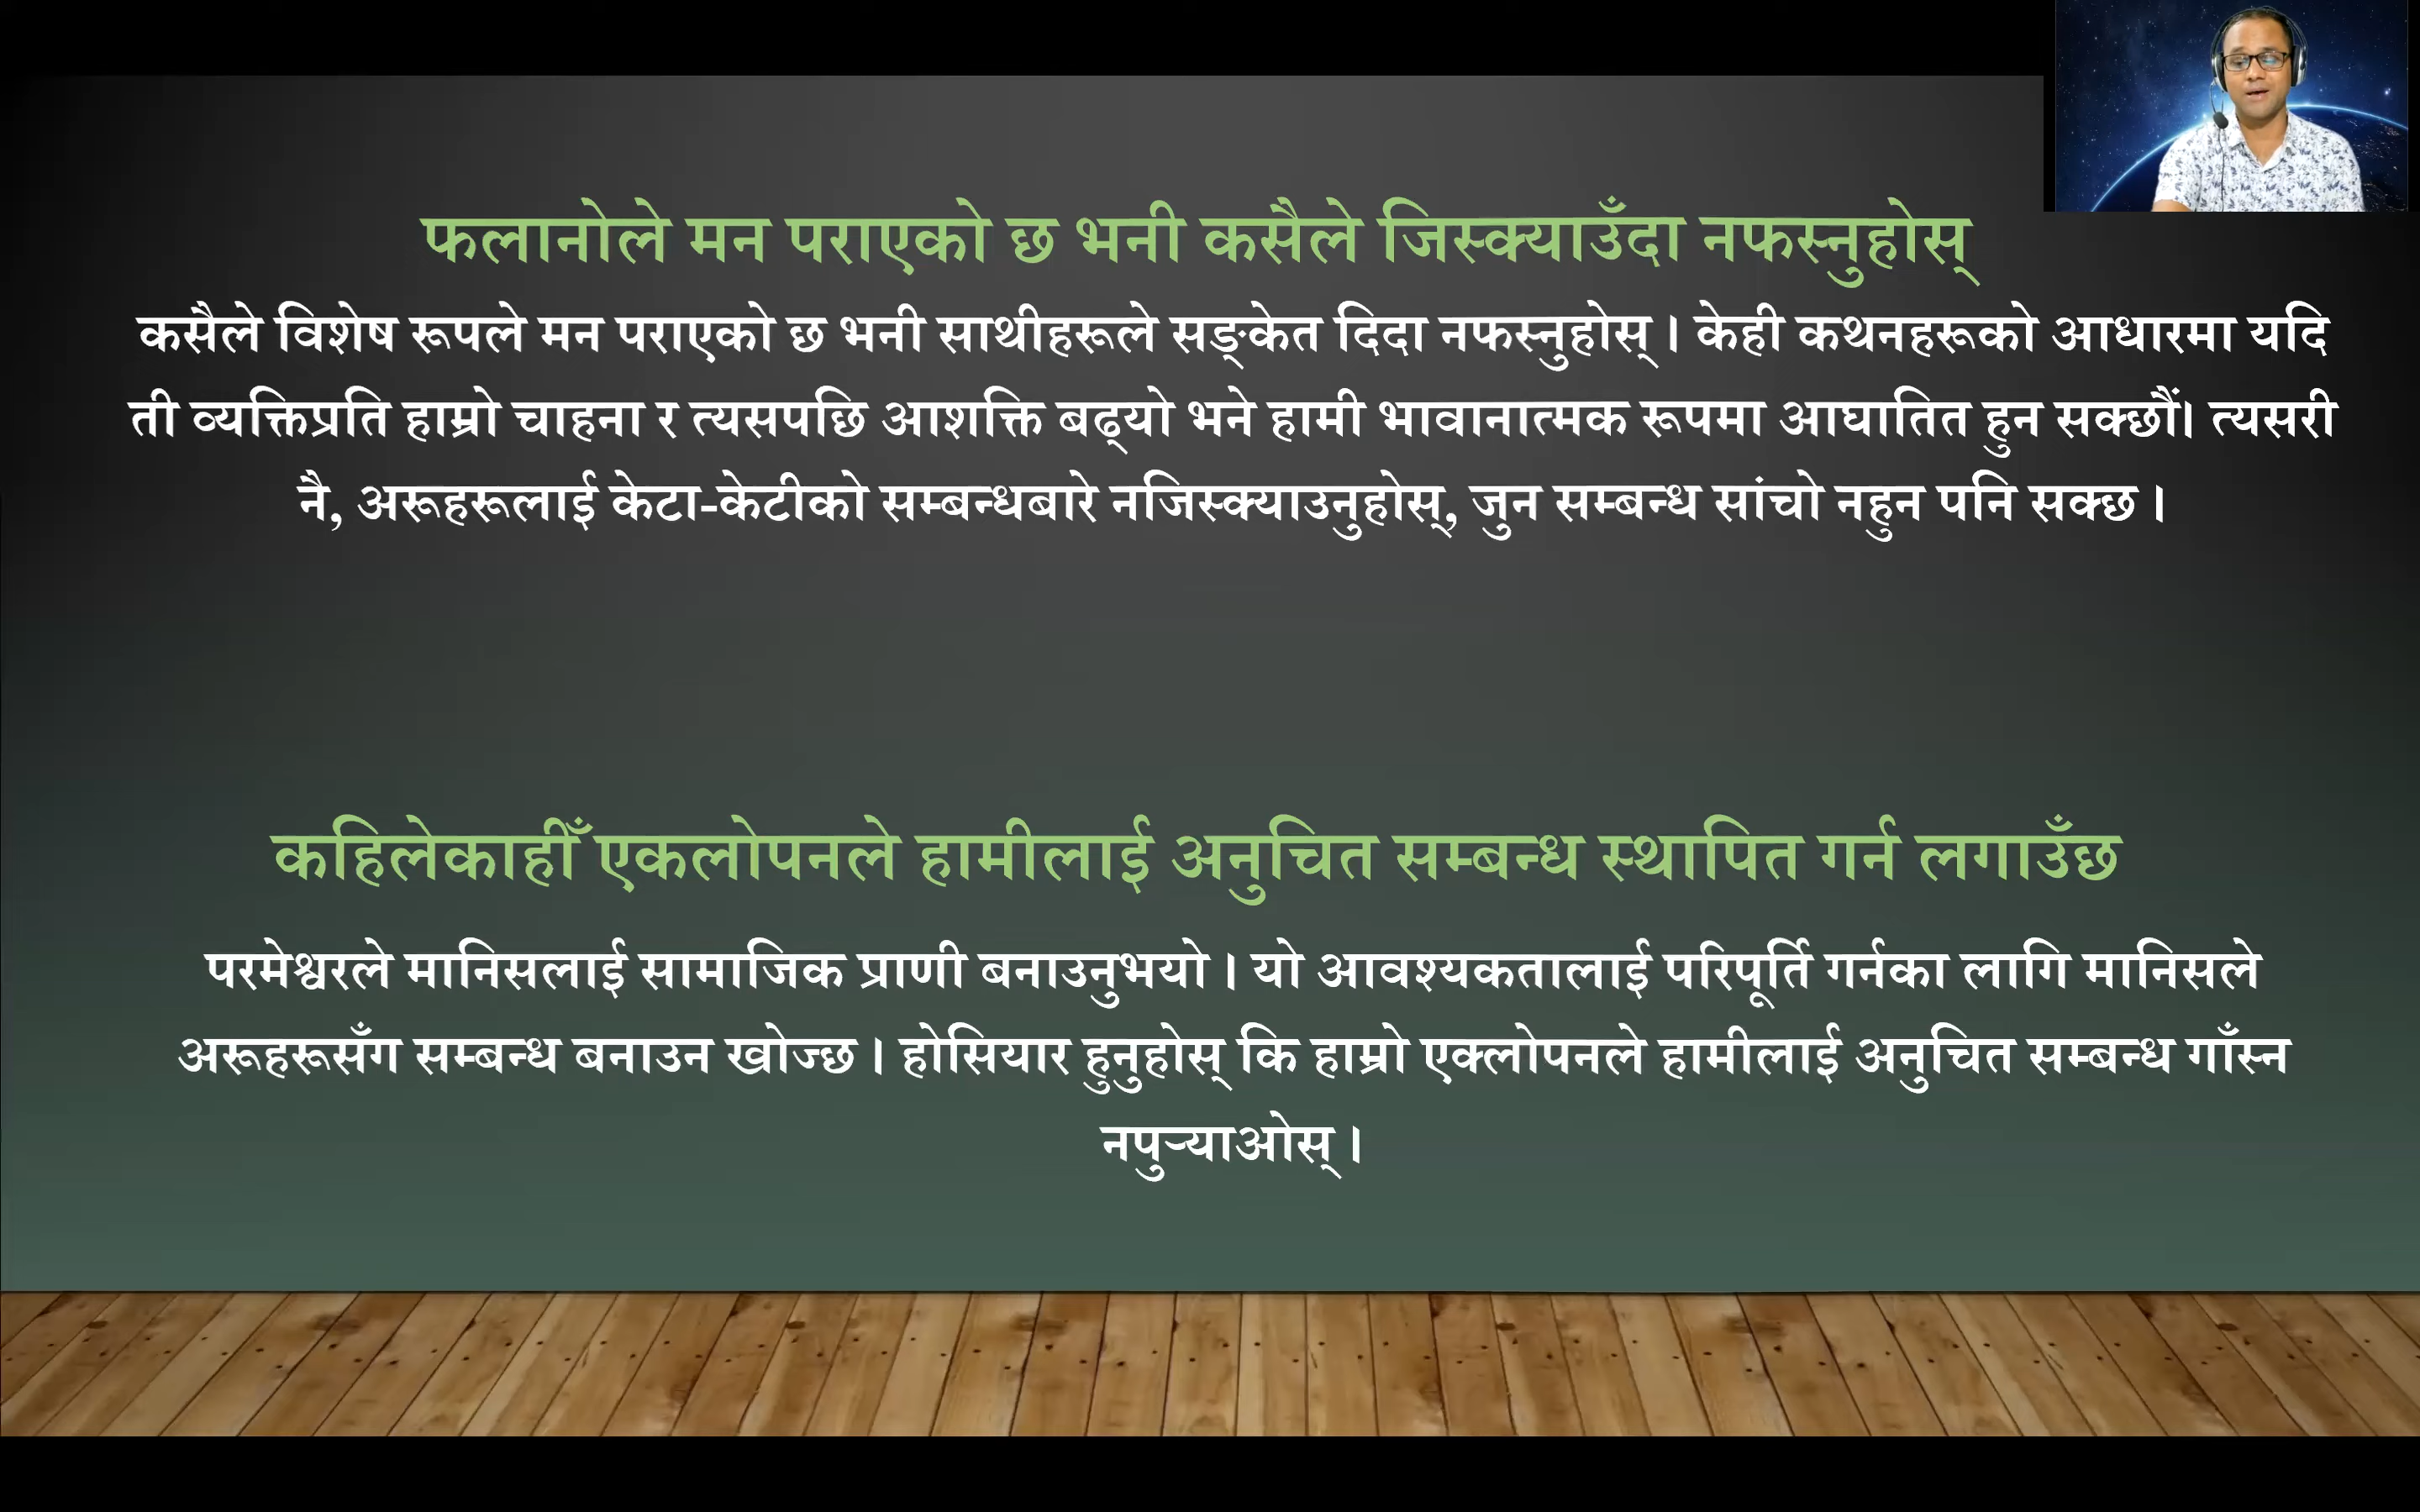 फलानोले मन पराएको छ भनी कसैले जिस्क्याउँदा नफस्नुहोस्
कसैले विशेष रूपले मन पराएको छ भनी साथीहरूले सङ्केत दिदा नफस्नुहोस् । केही कथनहरूको आधारमा यदि
ती व्यक्तिप्रति हाम्रो चाहना र त्यसपछि आशक्ति बढ्यो भने हामी भावानात्मक रूपमा आघातित हुन सक्छौं। त्यसरी
नै, अरूहरूलाई केटा-केटीको सम्बन्धबारे नजिस्क्याउनुहोस्, जुन सम्बन्ध सांचो नहुन पनि सक्छ ।
कहिलेकाहीँ एकलोपनले हामीलाई अनुचित सम्बन्ध स्थापित गर्न लगाउँछ
परमेश्वरले मानिसलाई सामाजिक प्राणी बनाउनुभयो । यो आवश्यकतालाई परिपूर्ति गर्नका लागि मानिसले
अरूहरूसँग सम्बन्ध बनाउन खोज्छ । होसियार हुनुहोस् कि हाम्रो एक्लोपनले हामीलाई अनुचित सम्बन्ध गाँस्न
नपुर्‍याओस् ।